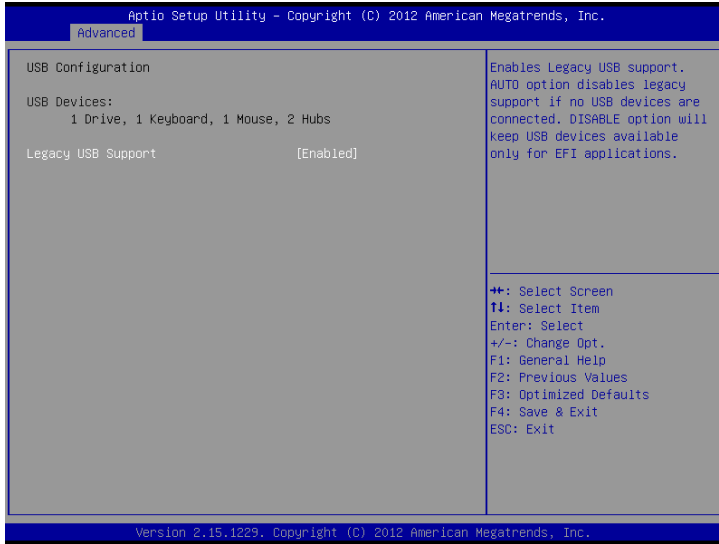 Aptio Setup Utility – Copyright (C) 2012 American Megatrends, Inc.
Advanced
USB Configuration
USB Devices:
1 Drive, 1 Keyboard, 1 Mouse, 2 Hubs
Legacy USB Support [Enabled]
Enables Legacy USB support.
AUTO option disables legacy
support if no USB devices are
connected. DISABLE option will
keep USB devices available
only for EFI applications.
→←: Select Screen
↑↓: Select Item
Enter: Select
+/-: Change Opt.
F1: General Help
F2: Previous Values
F3: Optimized Defaults
F4: Save & Exit
ESC: Exit
Version 2.15.1229. Copyright (C) 2012 American Megatrends, Inc.